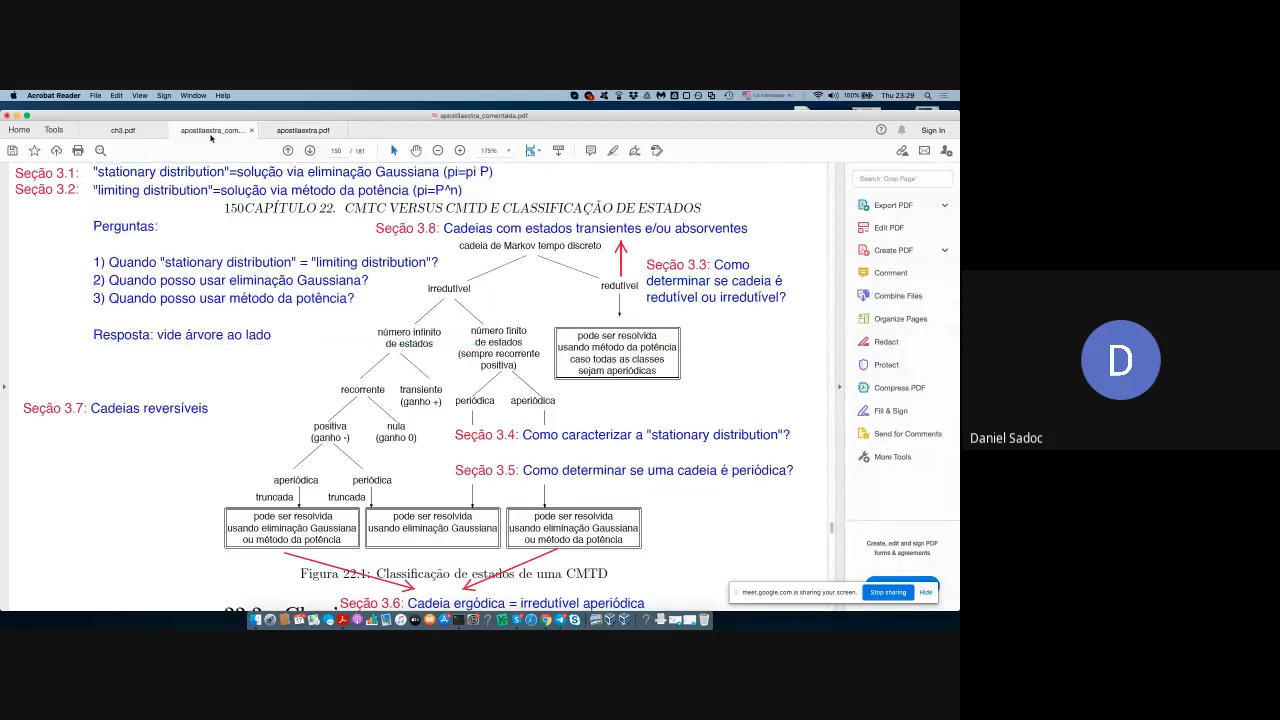 Acrobat Reader File Edit View Sign Window Help
100% Thu 23:29
apostilaextra_comentada.pdf
Home Tools ch3.pdf apostilaextra_com... × apostilaextra.pdf Sign In
150 / 181 175%
Seção 3.1: "stationary distribution"=solução via eliminação Gaussiana (pi=pi P)
Seção 3.2: "limiting distribution"=solução via método da potência (pi=P^n)
150CAPÍTULO 22. CMTC VERSUS CMTD E CLASSIFICAÇÃO DE ESTADOS
Perguntas:
1) Quando "stationary distribution" = "limiting distribution"?
2) Quando posso usar eliminação Gaussiana?
3) Quando posso usar método da potência?
Resposta: vide árvore ao lado
Seção 3.7: Cadeias reversíveis
Seção 3.8: Cadeias com estados transientes e/ou absorventes
cadeia de Markov tempo discreto
Seção 3.3: Como
determinar se cadeia é
redutível ou irredutível?
irredutível
redutível
número infinito
de estados
número finito
de estados
(sempre recorrente
positiva)
pode ser resolvida
usando método da potência
caso todas as classes
sejam aperiódicas
recorrente
transiente
(ganho +)
periódica
aperiódica
positiva
(ganho -)
nula
(ganho 0)
Seção 3.4: Como caracterizar a "stationary distribution"?
Seção 3.5: Como determinar se uma cadeia é periódica?
aperiódica
periódica
truncada
truncada
pode ser resolvida
usando eliminação Gaussiana
ou método da potência
pode ser resolvida
usando eliminação Gaussiana
pode ser resolvida
usando eliminação Gaussiana
ou método da potência
Figura 22.1: Classificação de estados de uma CMTD
Seção 3.6: Cadeia ergódica = irredutível aperiódica
Search 'Crop Page'
Export PDF
Edit PDF
Create PDF
Comment
Combine Files
Organize Pages
Redact
Protect
Compress PDF
Fill & Sign
Send for Comments
More Tools
Create, edit and sign PDF
forms & agreements
meet.google.com is sharing your screen. Stop sharing Hide
D
Daniel Sadoc